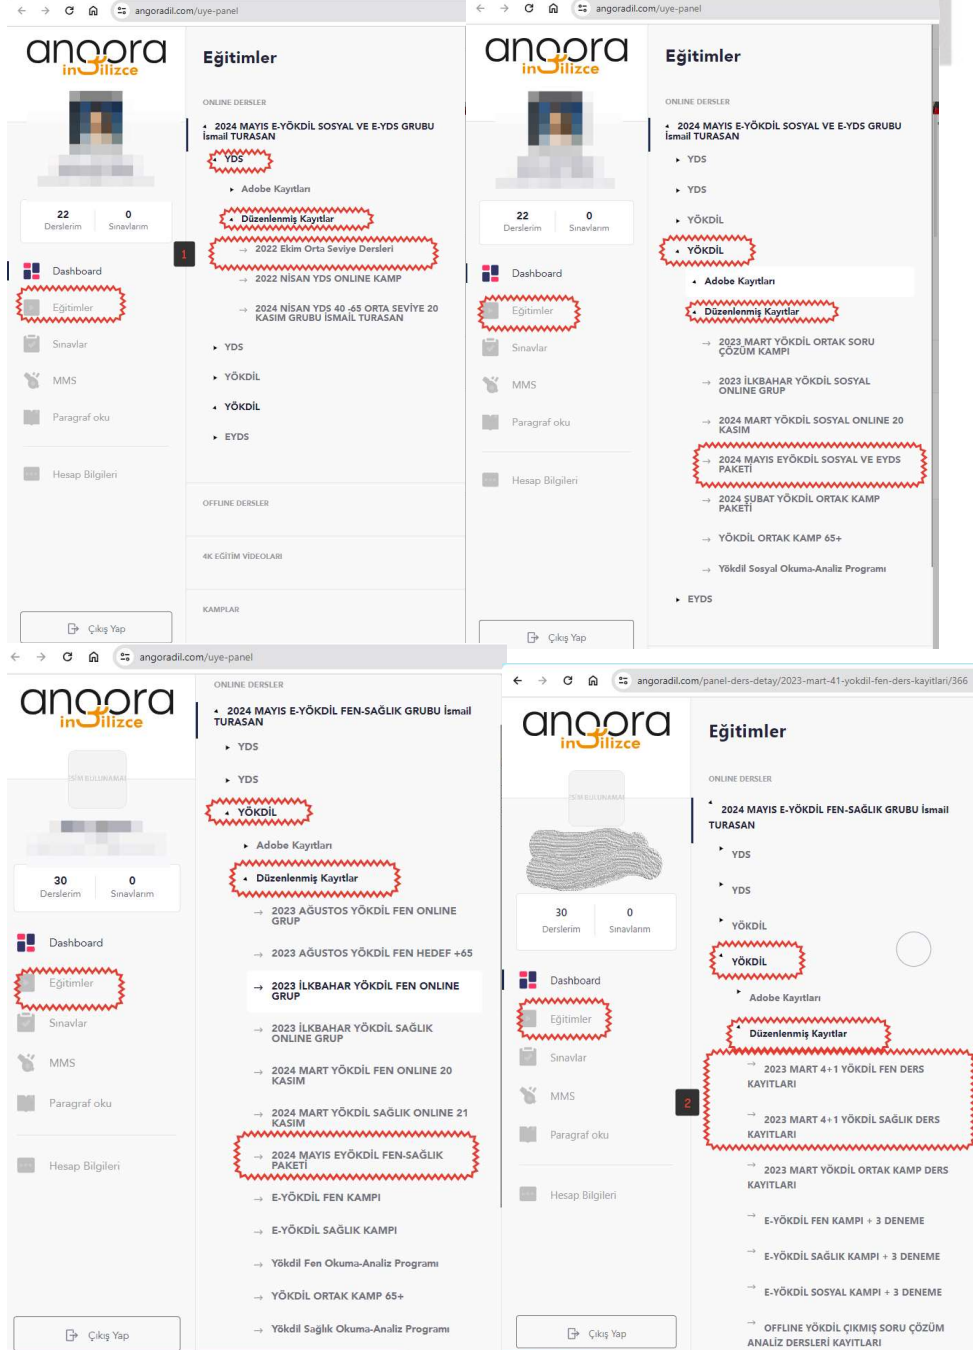 angoradil.com/uye-panel
angora
ingilizce
22
Derslerim
0
Sınavlarım
Dashboard
Eğitimler
Sınavlar
MMS
Paragraf oku
Hesap Bilgileri
Çıkış Yap
Eğitimler
ONLINE DERSLER
2024 MAYIS E-YÖKDİL SOSYAL VE E-YDS GRUBU
İsmail TURASAN
YDS
Adobe Kayıtları
Düzenlenmiş Kayıtlar
1
2022 Ekim Orta Seviye Dersleri
2022 NİSAN YDS ONLINE KAMP
2024 NİSAN YDS 40 -65 ORTA SEVİYE 20
KASIM GRUBU İSMAİL TURASAN
YDS
YÖKDİL
YÖKDİL
EYDS
OFFLINE DERSLER
4K EĞİTİM VİDEOLARI
KAMPLAR
angoradil.com/uye-panel
angora
ingilizce
22
Derslerim
0
Sınavlarım
Dashboard
Eğitimler
Sınavlar
MMS
Paragraf oku
Hesap Bilgileri
Çıkış Yap
Eğitimler
ONLINE DERSLER
2024 MAYIS E-YÖKDİL SOSYAL VE E-YDS GRUBU
İsmail TURASAN
YDS
YDS
YÖKDİL
YÖKDİL
Adobe Kayıtları
Düzenlenmiş Kayıtlar
2023 MART YÖKDİL ORTAK SORU
ÇÖZÜM KAMPI
2023 İLKBAHAR YÖKDİL SOSYAL
ONLINE GRUP
2024 MART YÖKDİL SOSYAL ONLINE 20
KASIM
2024 MAYIS EYÖKDİL SOSYAL VE EYDS
PAKETİ
2024 ŞUBAT YÖKDİL ORTAK KAMP
PAKETİ
YÖKDİL ORTAK KAMP 65+
Yökdil Sosyal Okuma-Analiz Programı
EYDS
angoradil.com/uye-panel
angora
ingilizce
30
Derslerim
0
Sınavlarım
Dashboard
Eğitimler
Sınavlar
MMS
Paragraf oku
Hesap Bilgileri
Çıkış Yap
ONLINE DERSLER
2024 MAYIS E-YÖKDİL FEN-SAĞLIK GRUBU İsmail
TURASAN
YDS
YDS
YÖKDİL
Adobe Kayıtları
Düzenlenmiş Kayıtlar
2023 AĞUSTOS YÖKDİL FEN ONLINE
GRUP
2023 AĞUSTOS YÖKDİL FEN HEDEF +65
2023 İLKBAHAR YÖKDİL FEN ONLINE
GRUP
2023 İLKBAHAR YÖKDİL SAĞLIK
ONLINE GRUP
2024 MART YÖKDİL FEN ONLINE 20
KASIM
2024 MART YÖKDİL SAĞLIK ONLINE 21
KASIM
2024 MAYIS EYÖKDİL FEN-SAĞLIK
PAKETİ
E-YÖKDİL FEN KAMPI
E-YÖKDİL SAĞLIK KAMPI
Yökdil Fen Okuma-Analiz Programı
YÖKDİL ORTAK KAMP 65+
Yökdil Sağlık Okuma-Analiz Programı
angoradil.com/panel-ders-detay/2023-mart-41-yokdil-fen-ders-kayitlari/366
angora
ingilizce
30
Derslerim
0
Sınavlarım
Dashboard
Eğitimler
Sınavlar
MMS
Paragraf oku
Hesap Bilgileri
Çıkış Yap
Eğitimler
ONLINE DERSLER
2024 MAYIS E-YÖKDİL FEN-SAĞLIK GRUBU İsmail
TURASAN
YDS
YDS
YÖKDİL
YÖKDİL
Adobe Kayıtları
Düzenlenmiş Kayıtlar
2
2023 MART 4+1 YÖKDİL FEN DERS
KAYITLARI
2023 MART 4+1 YÖKDİL SAĞLIK DERS
KAYITLARI
2023 MART YÖKDİL ORTAK KAMP DERS
KAYITLARI
E-YÖKDİL FEN KAMPI + 3 DENEME
E-YÖKDİL SAĞLIK KAMPI + 3 DENEME
E-YÖKDİL SOSYAL KAMPI + 3 DENEME
OFFLINE YÖKDİL ÇIKMIŞ SORU ÇÖZÜM
ANALİZ DERSLERİ KAYITLARI